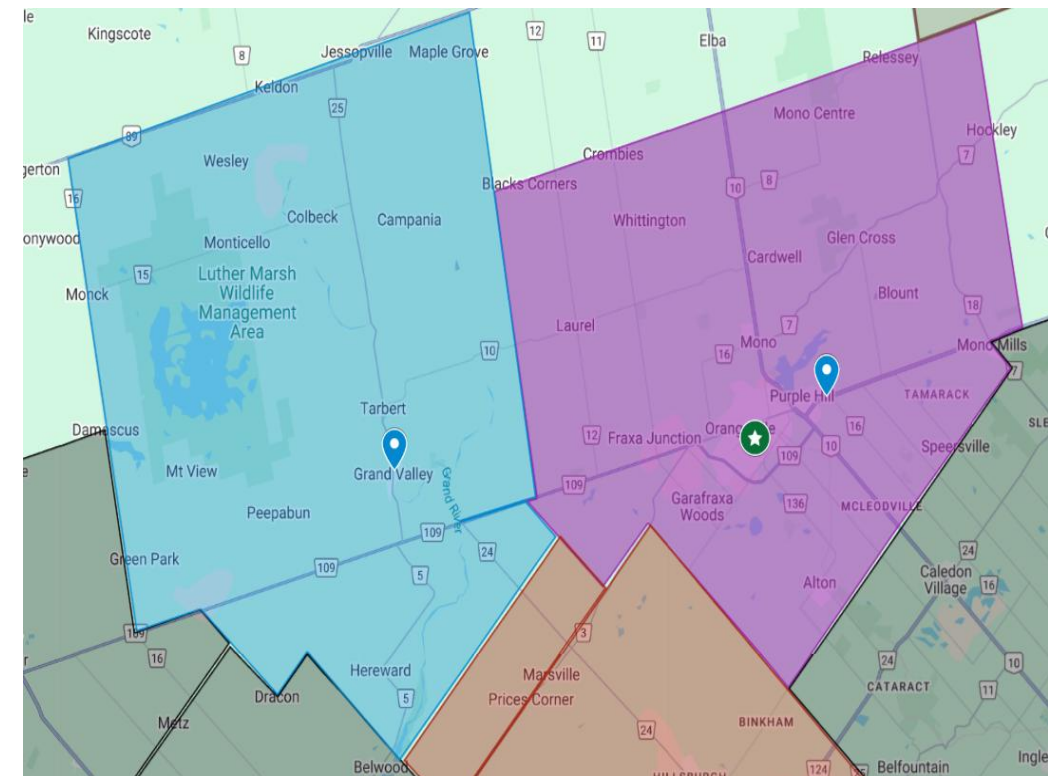 Kingscote
12
11
Elba
8
Jessopville
Maple Grove
Relessey
Keldon
25
Mono Centre
89
Hockley
gerton
Wesley
Crombies
7
16
Blacks Corners
10
8
Colbeck
Campania
Whittington
onywood
Monticello
Glen Cross
15
Cardwell
Luther Marsh
Wildlife
Management
Area
Monck
Blount
18
Laurel
7
10
16
Mono
Mono Mills
7
Purple Hill
TAMARACK
Tarbert
Damascus
12
Fraxa Junction
16
SLE
109
10
Speersville
Mt View
Grand Valley
Grand River
109
Garafraxa
Woods
136
MCLEODVILLE
Peepabun
109
24
24
Green Park
109
5
Alton
Caledon
Village
16
109
16
3
Hereward
Marsville
24
10
Dracon
5
Prices Corner
CATARACT
11
Metz
BINKHAM
24
Belwood
HILLSBURGH
124
Belfountain
Ingle